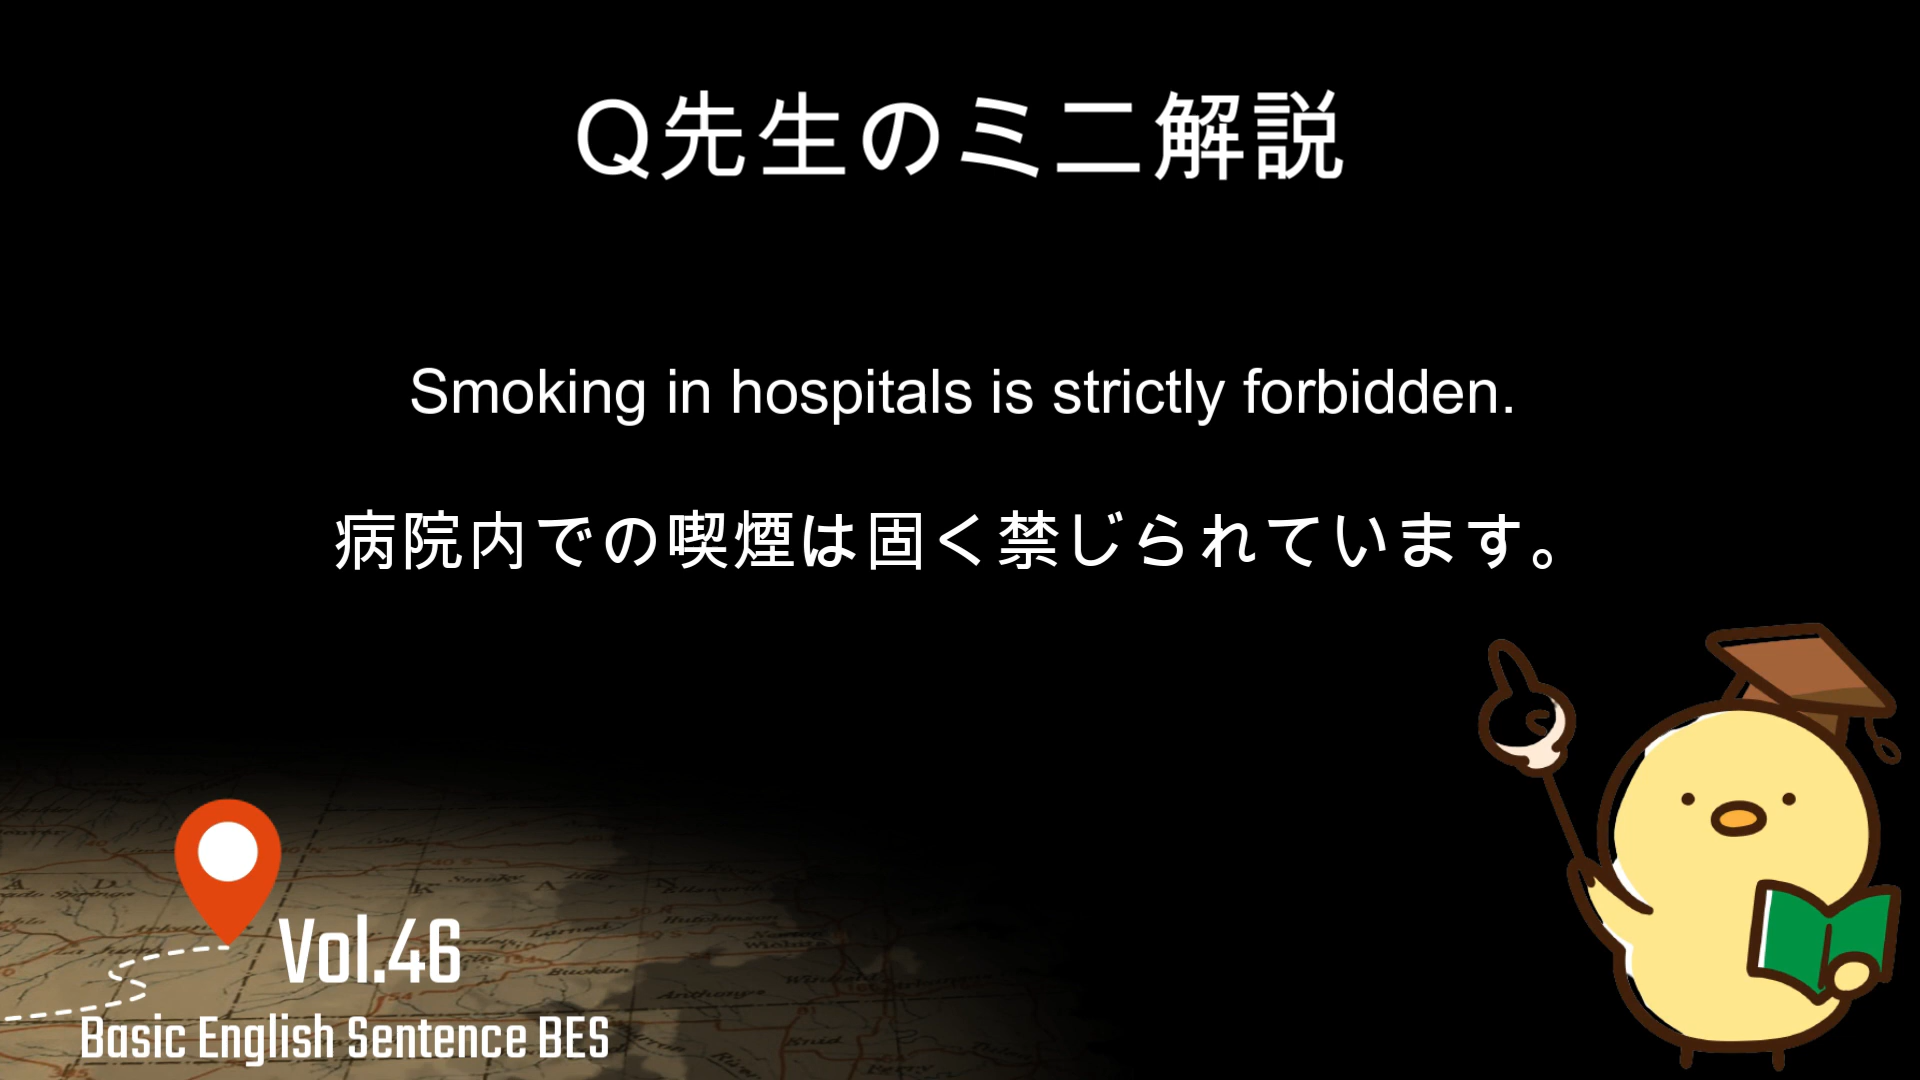 Q先生のミニ解説
Smoking in hospitals is strictly forbidden.
病院内での喫煙は固く禁じられています。
Vol.46
Basic English Sentence BES